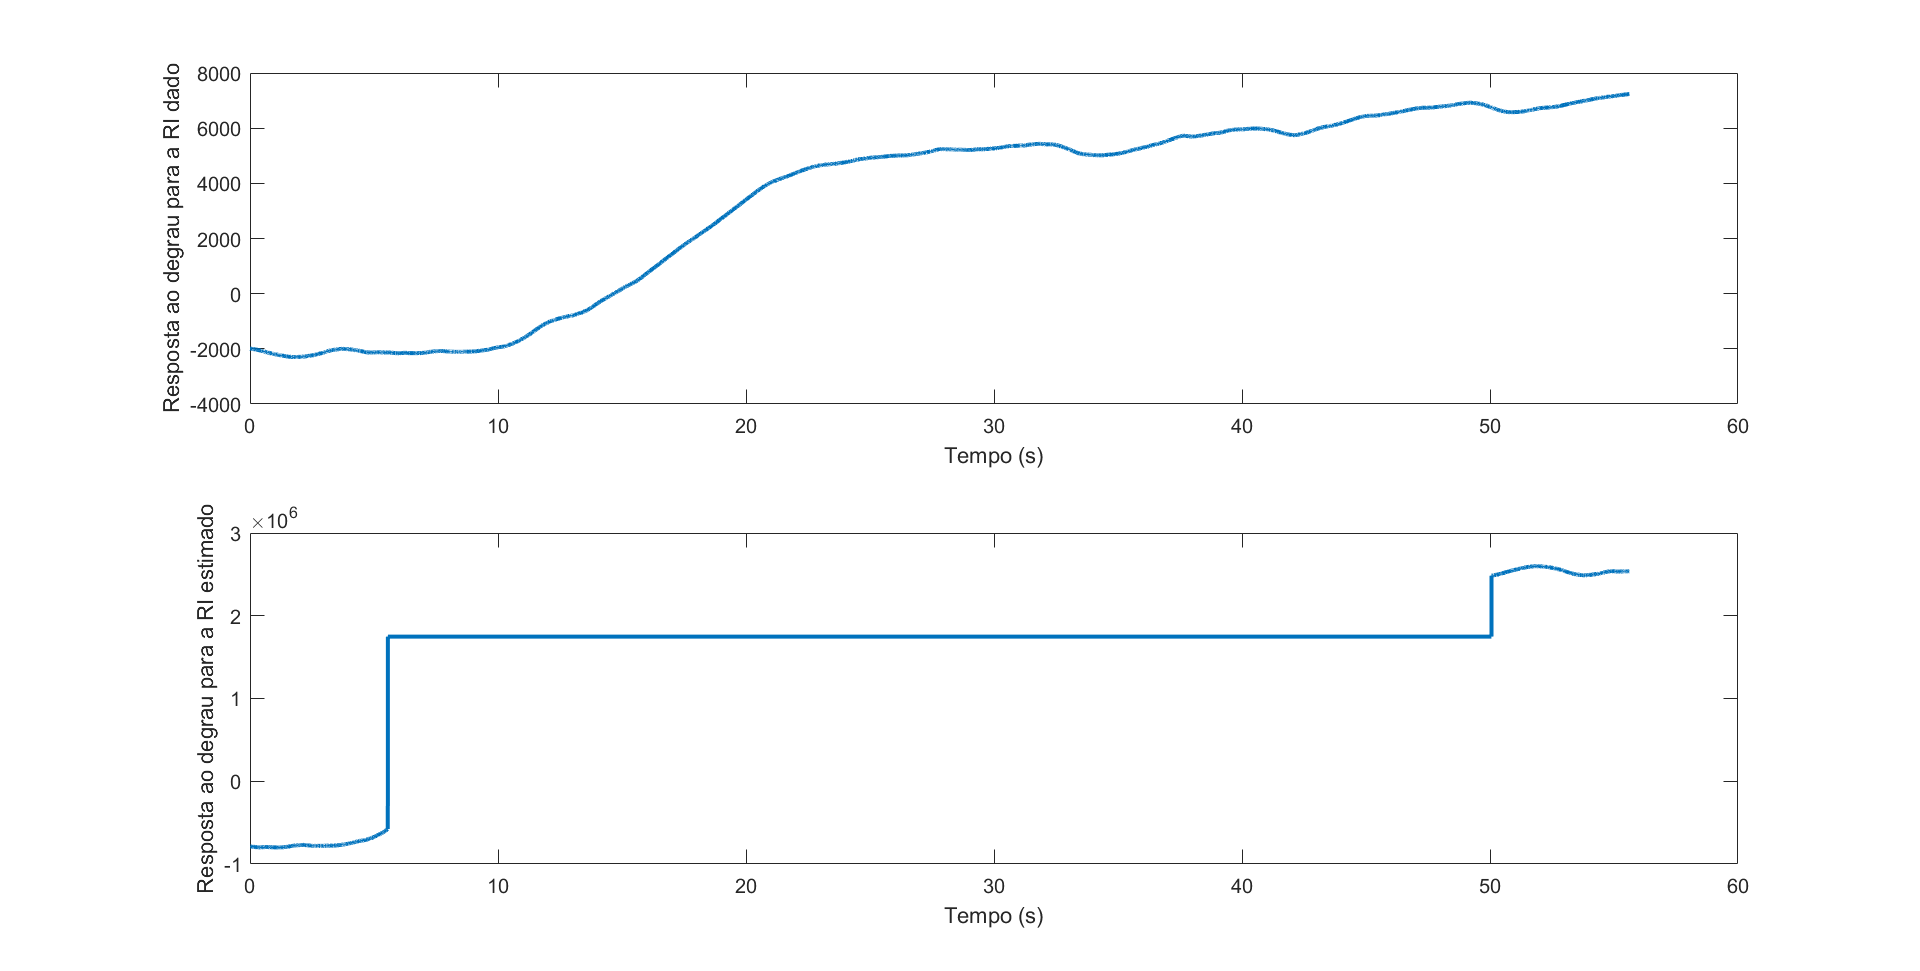 Resposta ao degrau para a RI dado
8000
6000
4000
2000
0
-2000
-4000
0 10 20 30 40 50 60
Tempo (s)
Resposta ao degrau para a RI estimado
×10^6
3
2
1
0
-1
0 10 20 30 40 50 60
Tempo (s)